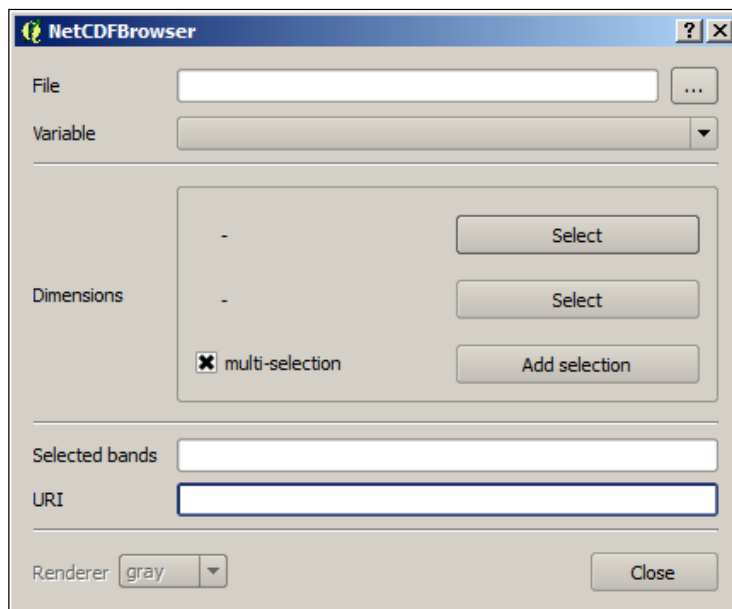 NetCDFBrowser ? X
File ...
Variable
- Select
Dimensions - Select
multi-selection Add selection
Selected bands
URI
Renderer gray Close